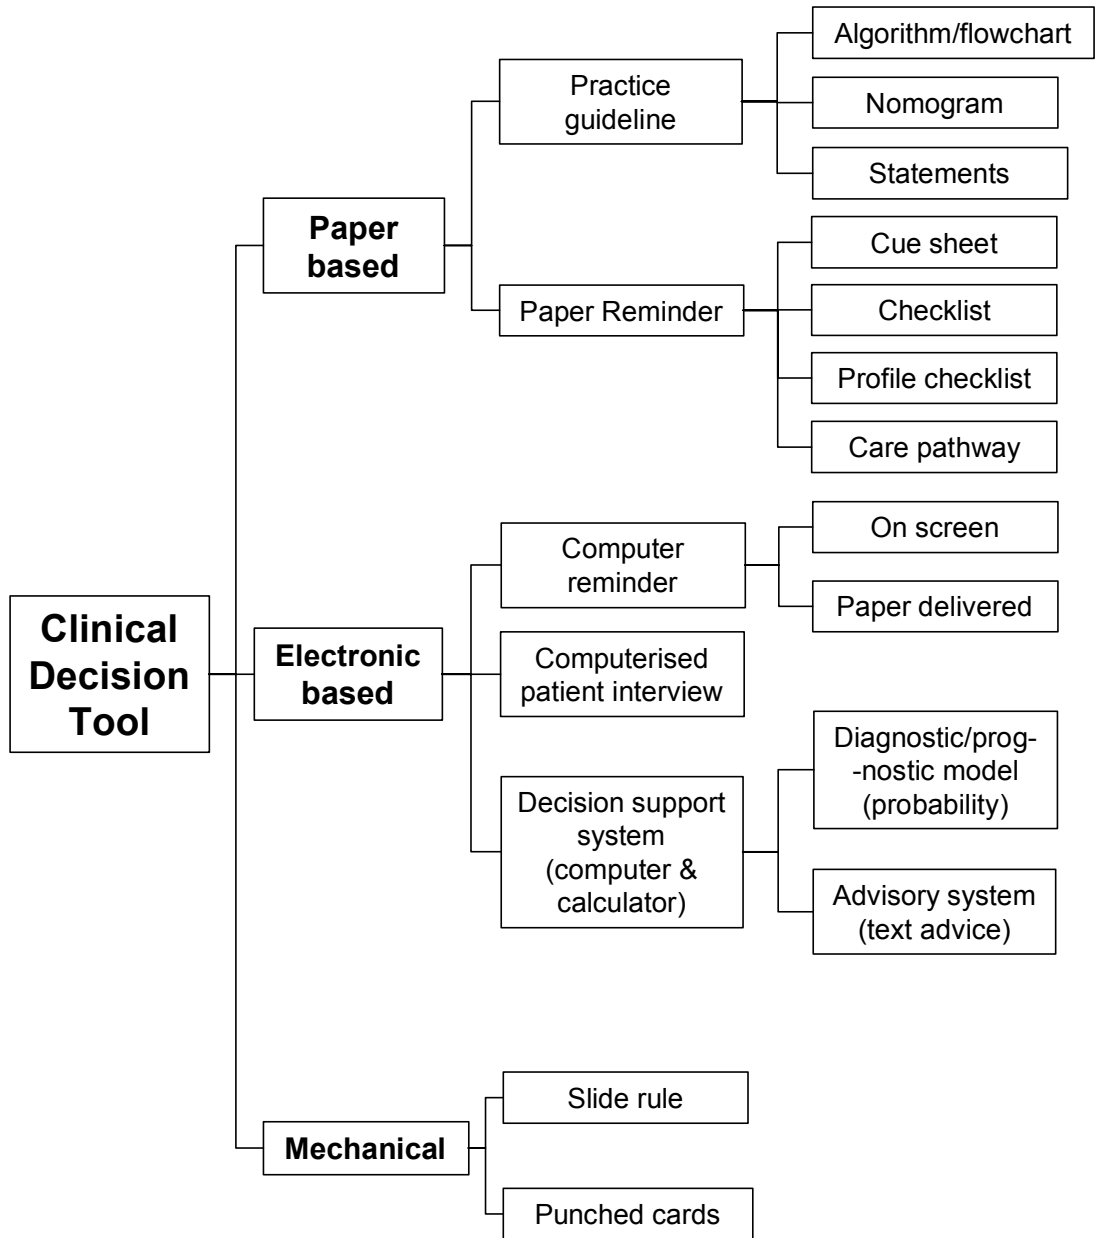 Clinical
Decision
Tool
Paper
based
Practice
guideline
Algorithm/flowchart
Nomogram
Statements
Paper Reminder
Cue sheet
Checklist
Profile checklist
Care pathway
Electronic
based
Computer
reminder
On screen
Paper delivered
Computerised
patient interview
Decision support
system
(computer &
calculator)
Diagnostic/prog-
-nostic model
(probability)
Advisory system
(text advice)
Mechanical
Slide rule
Punched cards